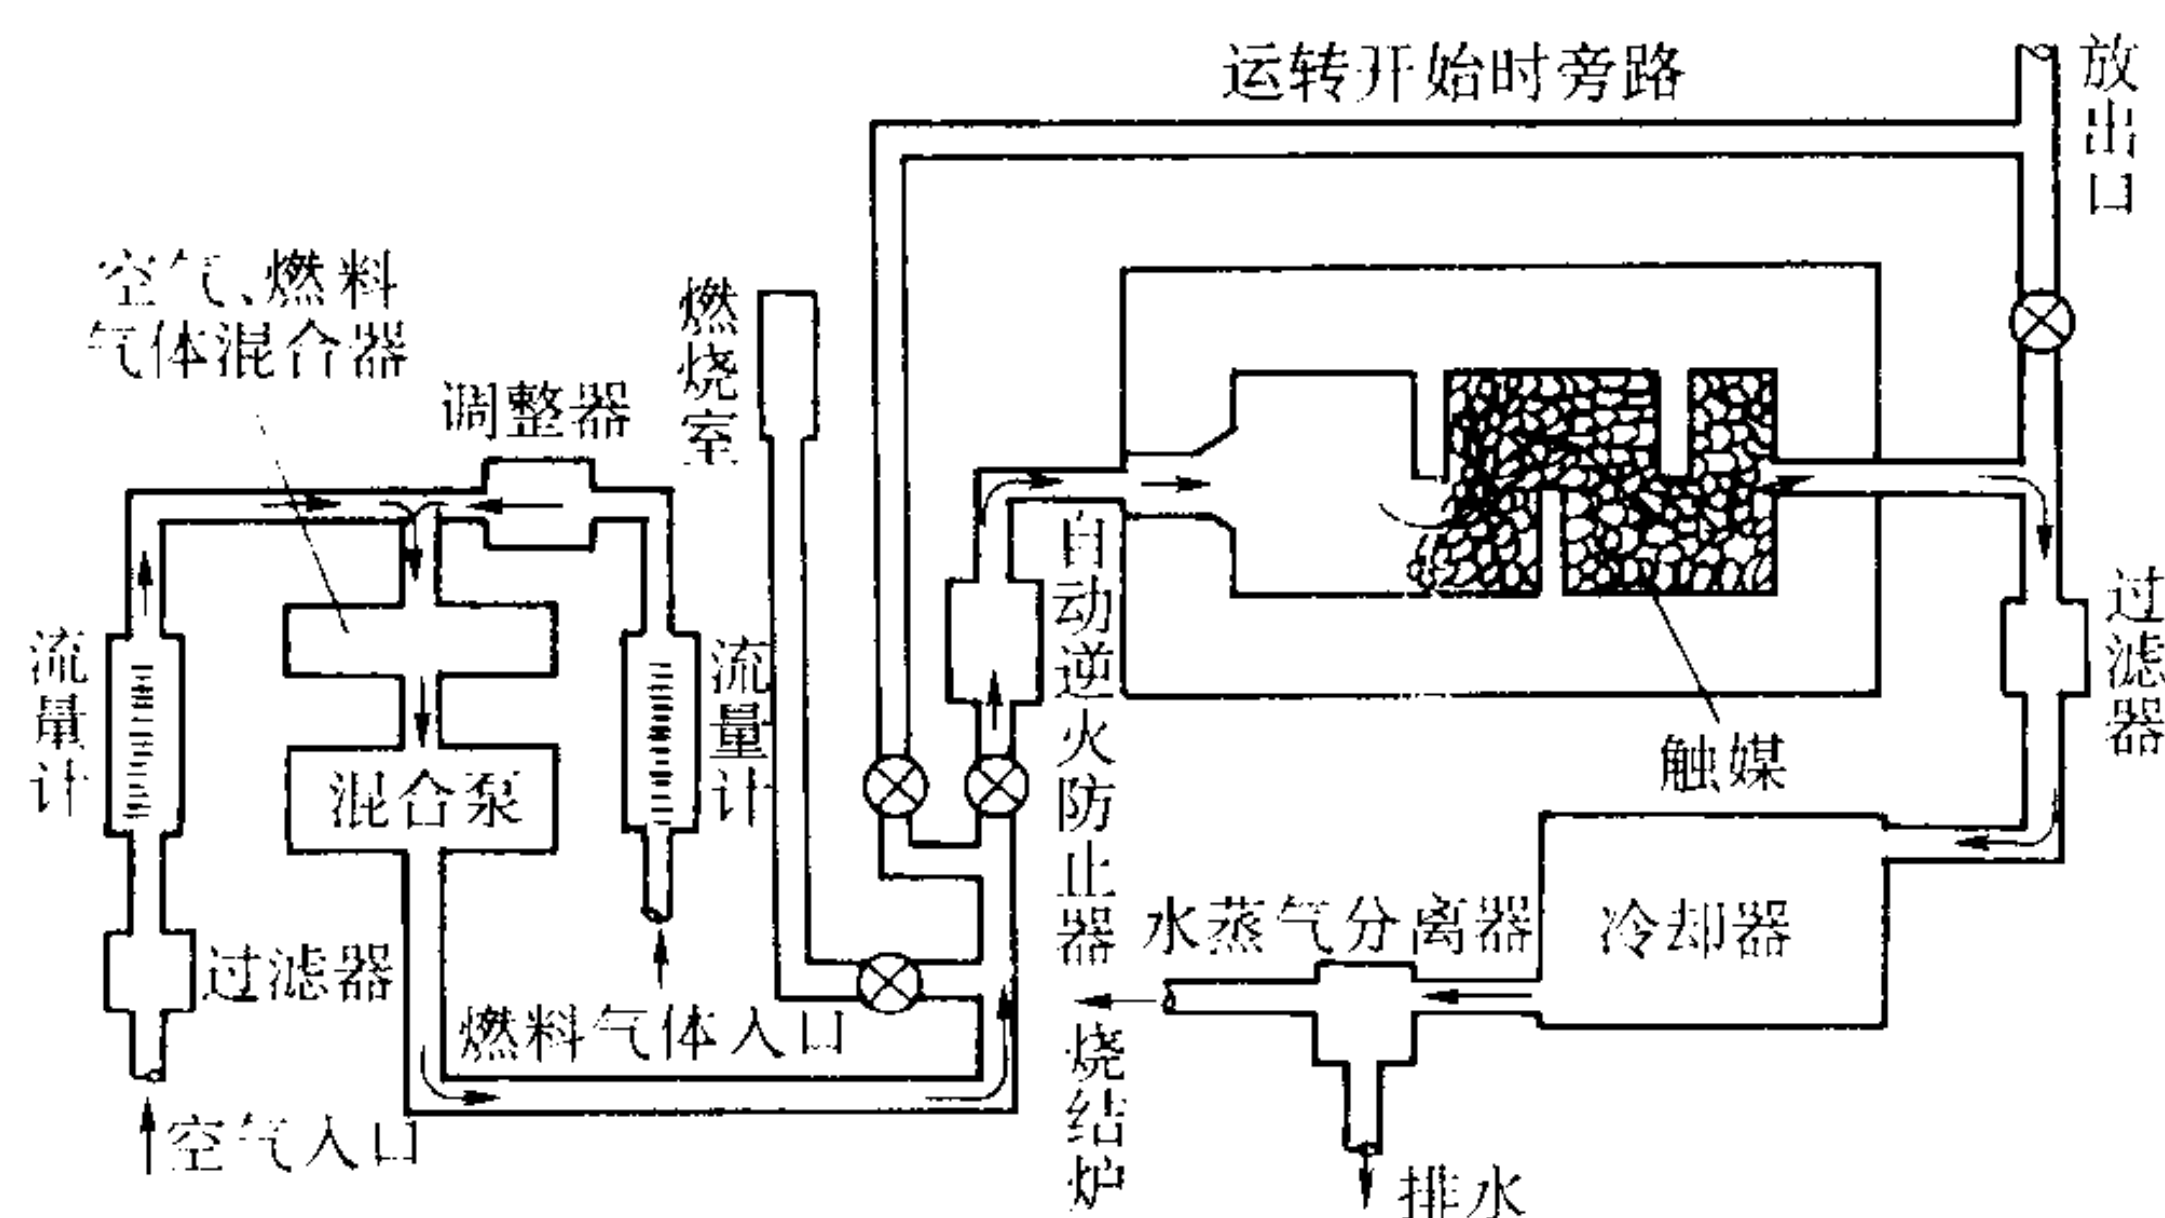 运转开始时旁路
放出口
空气、燃料
气体混合器
燃烧室
调整器
自动逆火防止器
流量计
流量计
过滤器
触媒
混合泵
水蒸气分离器
冷却器
过滤器
燃料气体入口
烧结炉
空气入口
排水